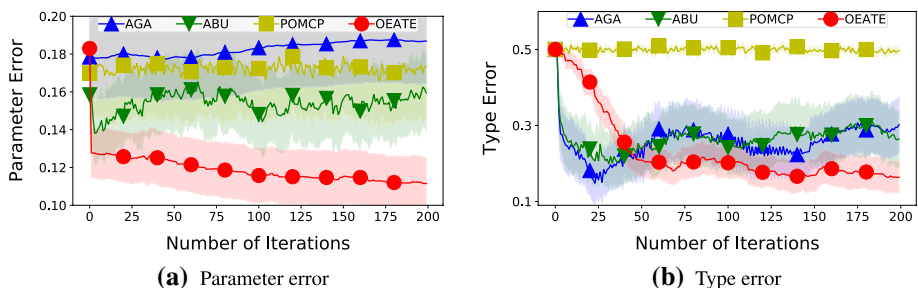 AGA ABU POMCP OEATE
Parameter Error
0.20
0.18
0.16
0.14
0.12
0.10
0 25 50 75 100 125 150 175 200
Number of Iterations
(a) Parameter error
AGA ABU POMCP OEATE
Type Error
0.5
0.3
0.1
0 25 50 75 100 125 150 175 200
Number of Iterations
(b) Type error